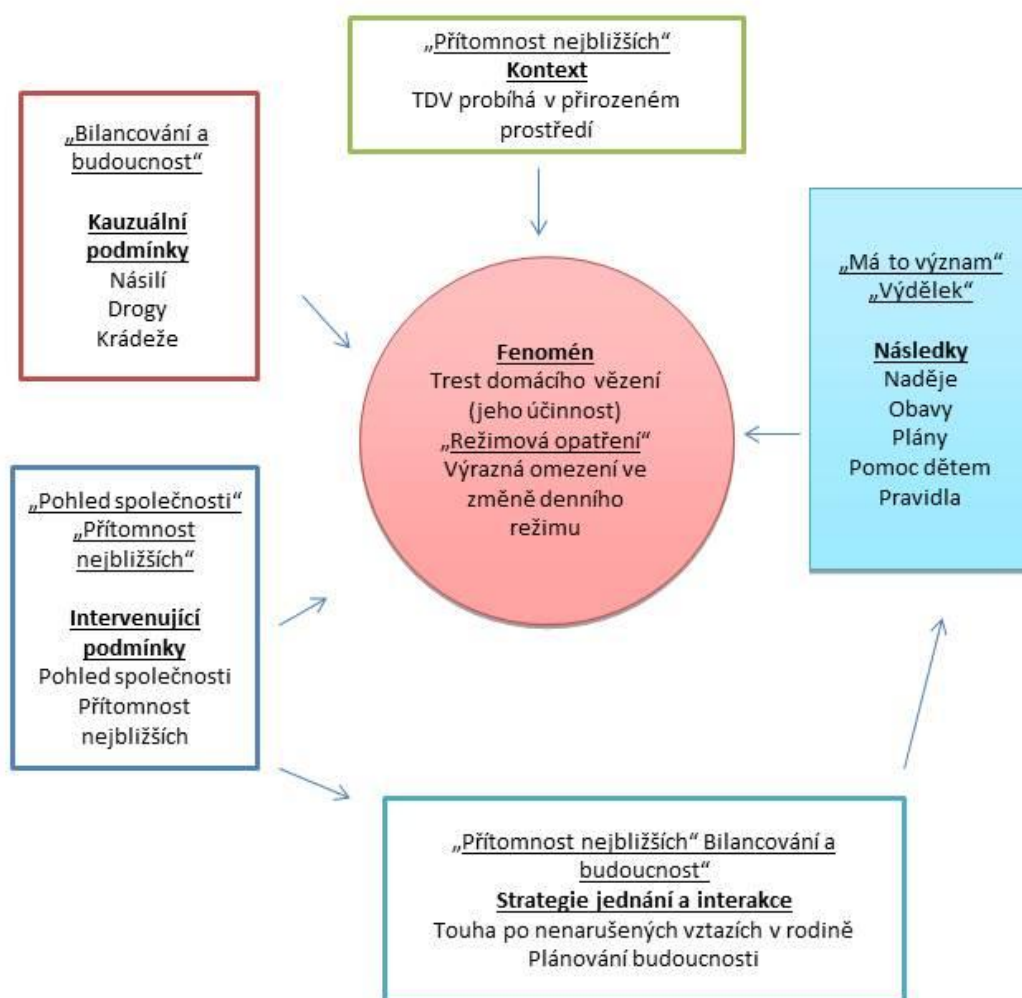 „Přítomnost nejbližších“
Kontext
TDV probíhá v přirozeném
prostředí
„Bilancování a
budoucnost“
Kauzuální
podmínky
Násilí
Drogy
Krádeže
Fenomén
Trest domácího vězení
(jeho účinnost)
„Režimová opatření“
Výrazná omezení ve
změně denního
režimu
„Má to význam“
„Výdělek“
Následky
Naděje
Obavy
Plány
Pomoc dětem
Pravidla
„Pohled společnosti“
„Přítomnost
nejbližších“
Intervenující
podmínky
Pohled společnosti
Přítomnost
nejbližších
„Přítomnost nejbližších“ Bilancování a
budoucnost“
Strategie jednání a interakce
Touha po nenarušených vztazích v rodině
Plánování budoucnosti